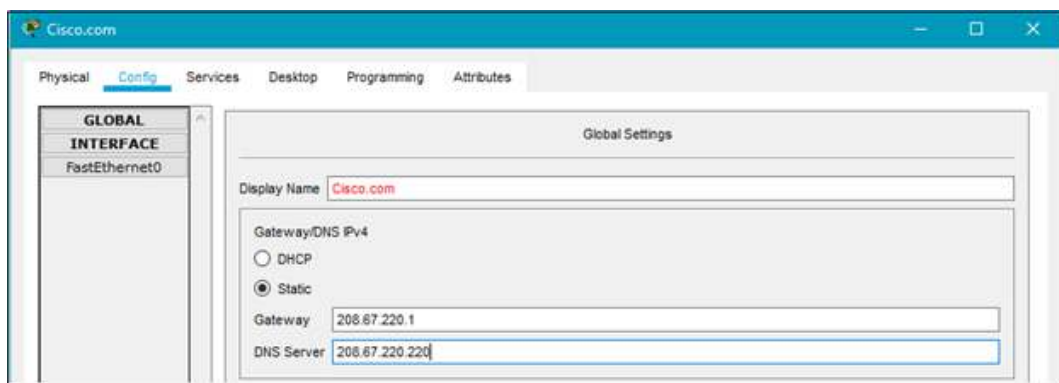 Cisco.com
Physical Config Services Desktop Programming Attributes
GLOBAL
INTERFACE
FastEthernet0
Global Settings
Display Name Cisco.com
Gateway/DNS IPv4
DHCP
Static
Gateway 208.67.220.1
DNS Server 208.67.220.220